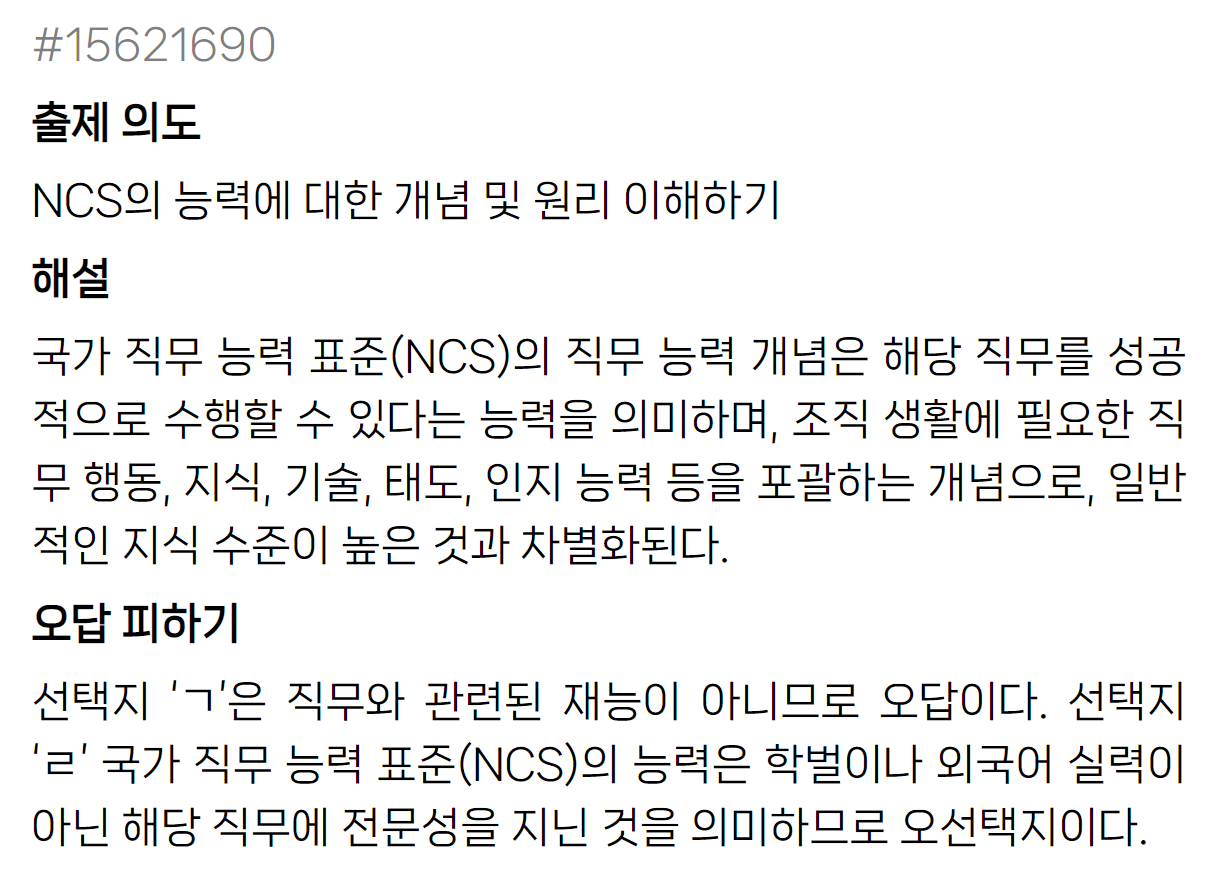 #15621690
출제 의도
NCS의 능력에 대한 개념 및 원리 이해하기
해설
국가 직무 능력 표준(NCS)의 직무 능력 개념은 해당 직무를 성공
적으로 수행할 수 있다는 능력을 의미하며, 조직 생활에 필요한 직
무 행동, 지식, 기술, 태도, 인지 능력 등을 포괄하는 개념으로, 일반
적인 지식 수준이 높은 것과 차별화된다.
오답 피하기
선택지 ‘ㄱ’은 직무와 관련된 재능이 아니므로 오답이다. 선택지
‘ㄹ’ 국가 직무 능력 표준(NCS)의 능력은 학벌이나 외국어 실력이
아닌 해당 직무에 전문성을 지닌 것을 의미하므로 오선택지이다.